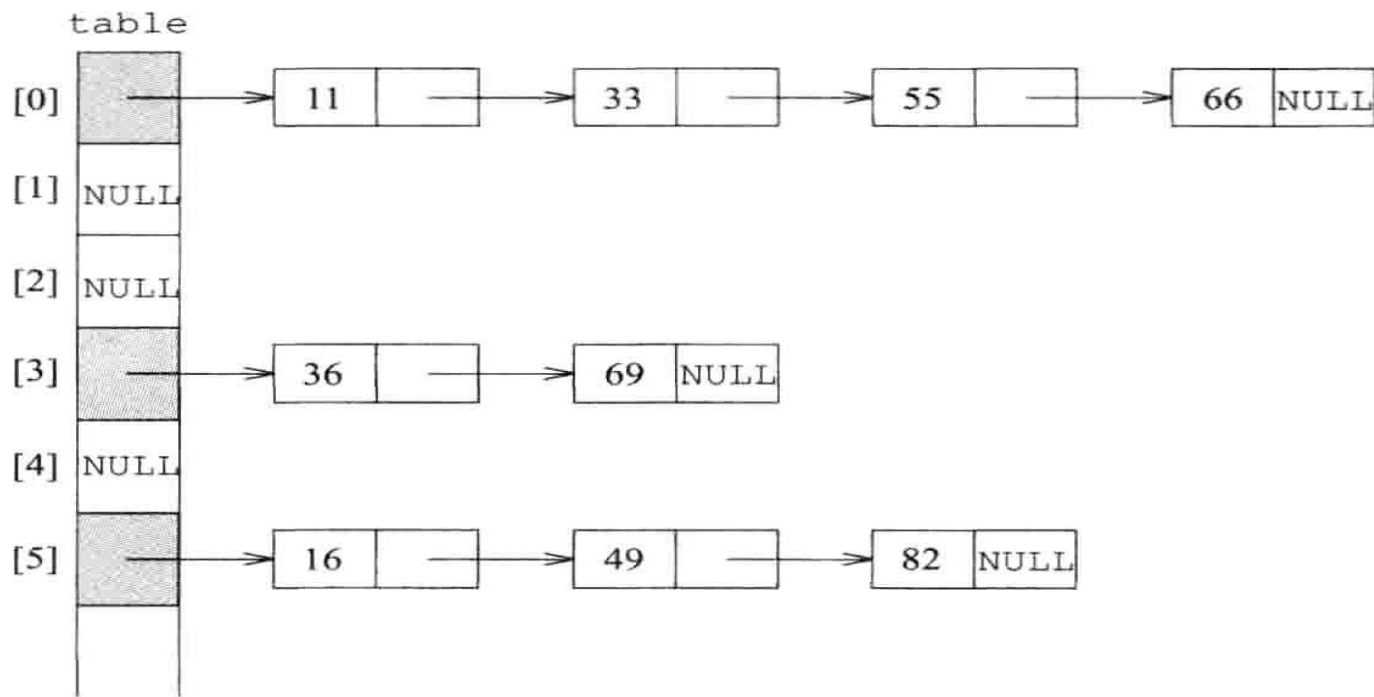 table
[0] 11 33 55 66 NULL
[1] NULL
[2] NULL
[3] 36 69 NULL
[4] NULL
[5] 16 49 82 NULL